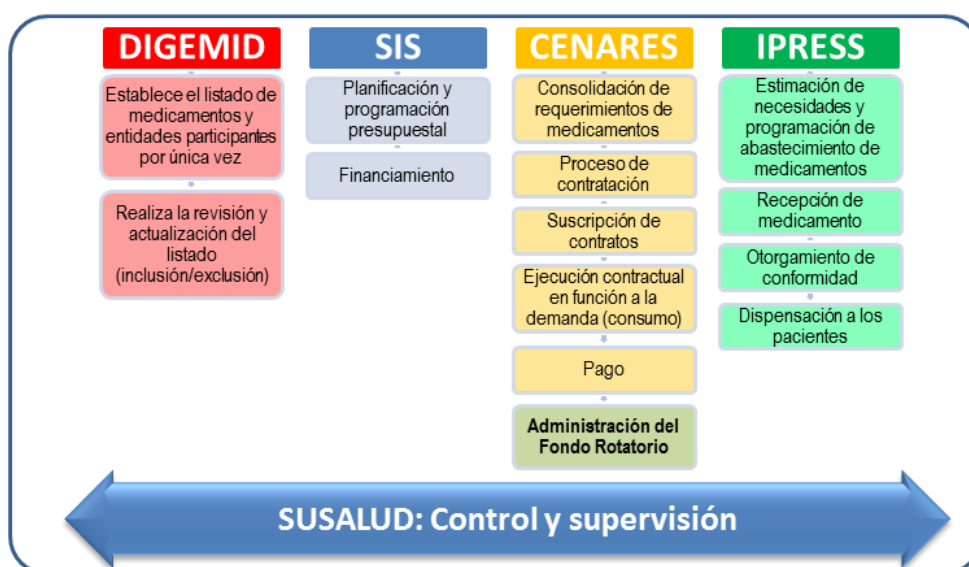 DIGEMID
Establece el listado de
medicamentos y
entidades participantes
por única vez
Realiza la revisión y
actualización del
listado
(inclusión/exclusión)
SIS
Planificación y
programación
presupuestal
Financiamiento
CENARES
Consolidación de
requerimientos de
medicamentos
Proceso de
contratación
Suscripción de
contratos
Ejecución contractual
en función a la
demanda (consumo)
Pago
Administración del
Fondo Rotatorio
IPRESS
Estimación de
necesidades y
programación de
abastecimiento de
medicamentos
Recepción de
medicamento
Otorgamiento de
conformidad
Dispensación a los
pacientes
SUSALUD: Control y supervisión